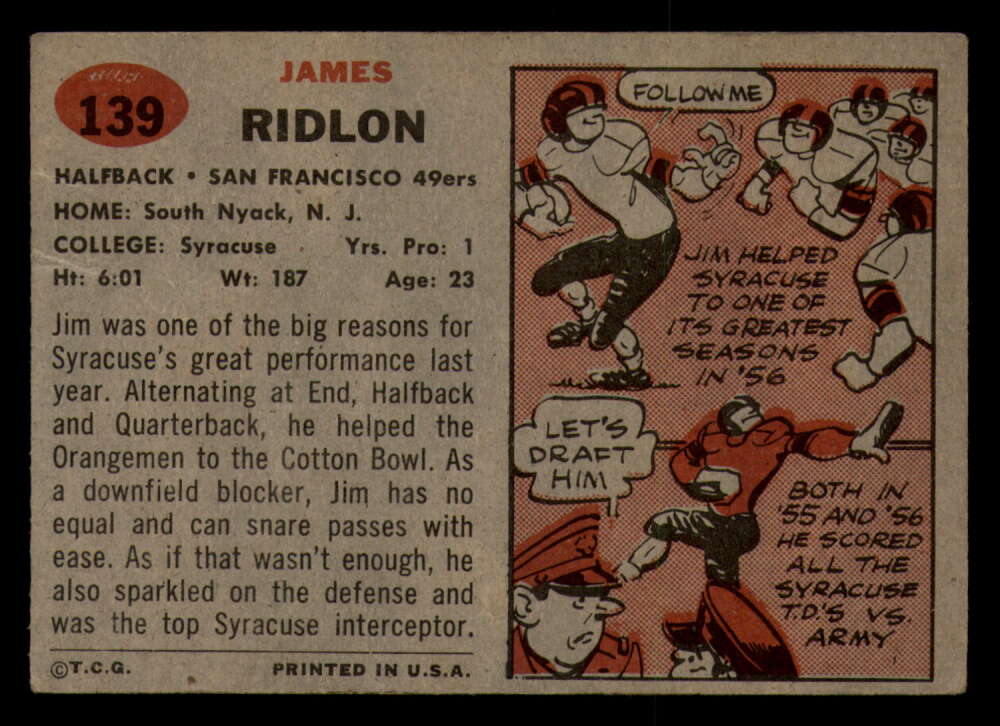 139
JAMES
RIDLON
HALFBACK • SAN FRANCISCO 49ers
HOME: South Nyack, N. J.
COLLEGE: Syracuse Yrs. Pro: 1
Ht: 6:01 Wt: 187 Age: 23
Jim was one of the big reasons for
Syracuse's great performance last
year. Alternating at End, Halfback
and Quarterback, he helped the
Orangemen to the Cotton Bowl. As
a downfield blocker, Jim has no
equal and can snare passes with
ease. As if that wasn't enough, he
also sparkled on the defense and
was the top Syracuse interceptor.
©T.C.G. PRINTED IN U.S.A.
FOLLOW ME
JIM HELPED
SYRACUSE
TO ONE OF
ITS GREATEST
SEASONS
IN '56
LET'S
DRAFT
HIM
BOTH IN
'55 AND '56
HE SCORED
ALL THE
SYRACUSE
T.D'S VS.
ARMY